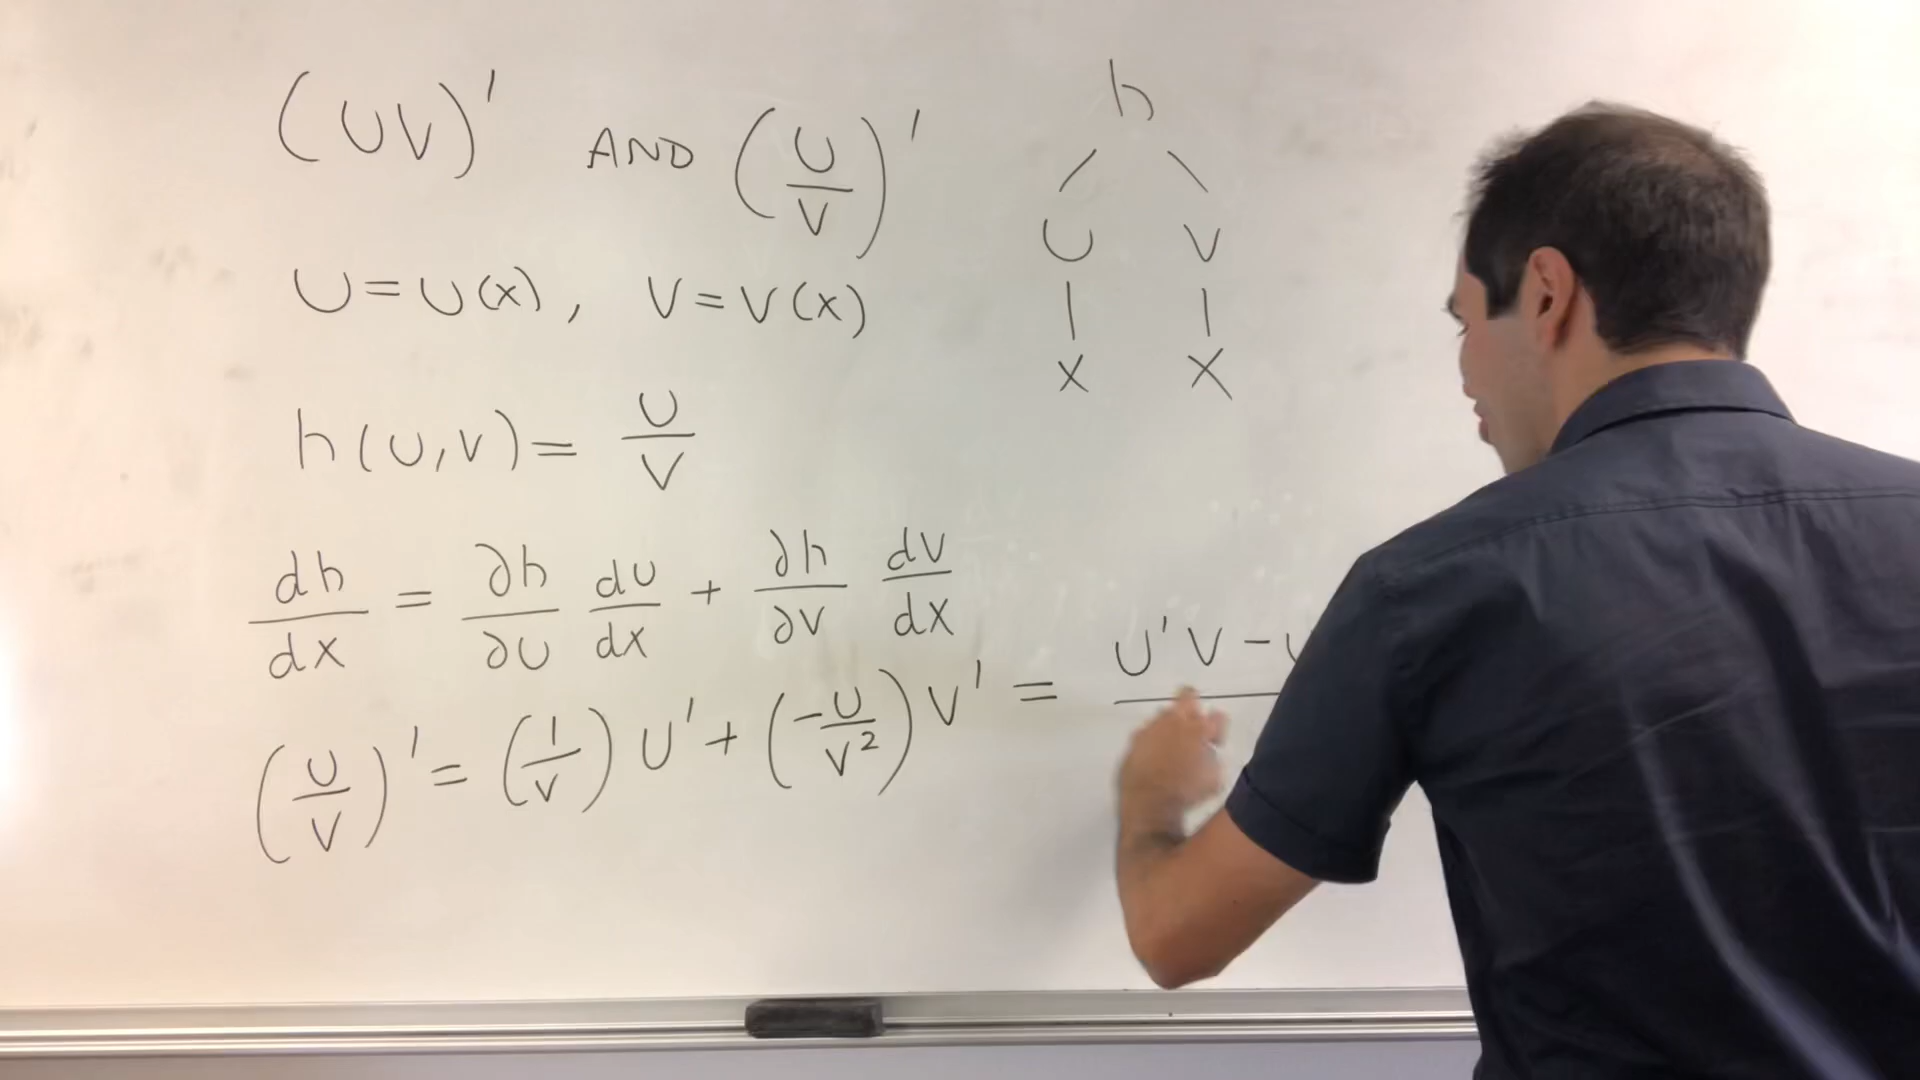 (UV)' AND (U/V)'
U = U(x), V = V(x)
h(U,V) = U/V
dh/dx = ∂h/∂U dU/dx + ∂h/∂V dV/dx
(U/V)' = (1/V) U' + (-U/V²) V' = U'V - U
h
U V
x x